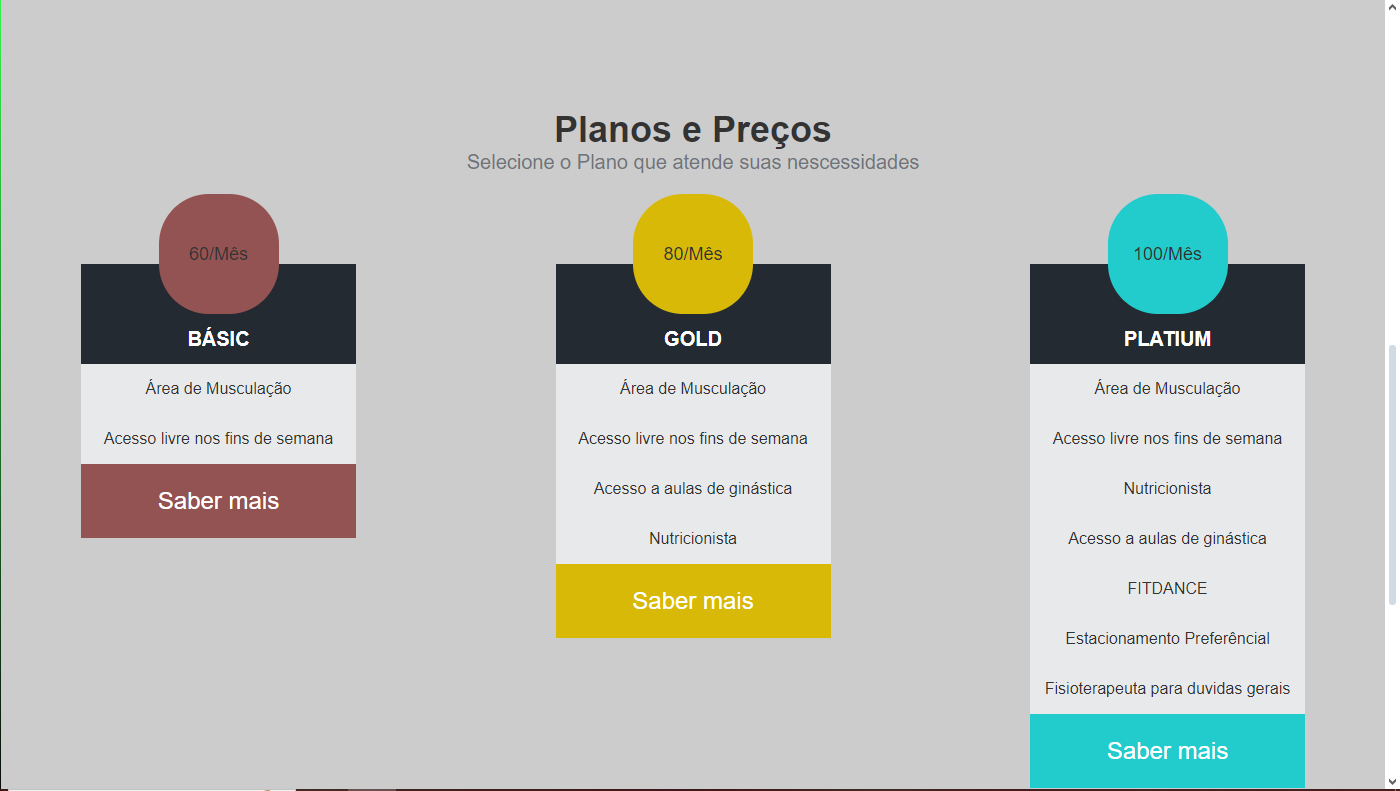 Planos e Preços
Selecione o Plano que atende suas nescessidades
60/Mês
BÁSIC
Área de Musculação
Acesso livre nos fins de semana
Saber mais
80/Mês
GOLD
Área de Musculação
Acesso livre nos fins de semana
Acesso a aulas de ginástica
Nutricionista
Saber mais
100/Mês
PLATIUM
Área de Musculação
Acesso livre nos fins de semana
Nutricionista
Acesso a aulas de ginástica
FITDANCE
Estacionamento Preferêncial
Fisioterapeuta para duvidas gerais
Saber mais